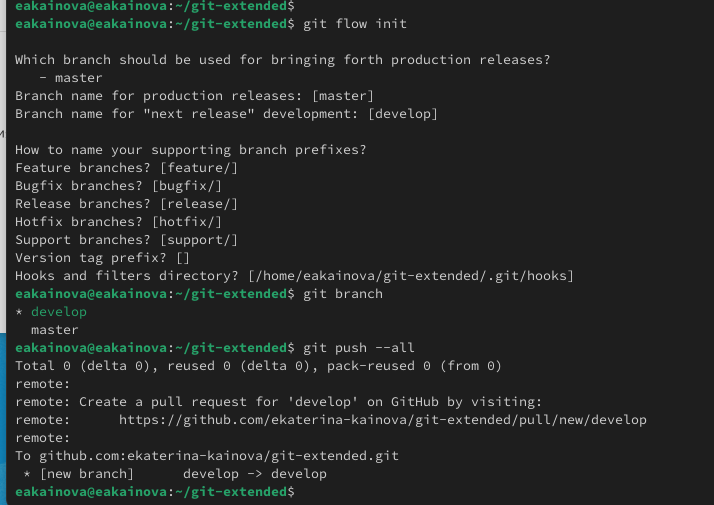 eakainova@eakainova:~/git-extended$
eakainova@eakainova:~/git-extended$ git flow init

Which branch should be used for bringing forth production releases?
   - master
Branch name for production releases: [master]
Branch name for "next release" development: [develop]

How to name your supporting branch prefixes?
Feature branches? [feature/]
Bugfix branches? [bugfix/]
Release branches? [release/]
Hotfix branches? [hotfix/]
Support branches? [support/]
Version tag prefix? []
Hooks and filters directory? [/home/eakainova/git-extended/.git/hooks]
eakainova@eakainova:~/git-extended$ git branch
* develop
  master
eakainova@eakainova:~/git-extended$ git push --all
Total 0 (delta 0), reused 0 (delta 0), pack-reused 0 (from 0)
remote:
remote: Create a pull request for 'develop' on GitHub by visiting:
remote:      https://github.com/ekaterina-kainova/git-extended/pull/new/develop
remote:
To github.com:ekaterina-kainova/git-extended.git
 * [new branch]      develop -> develop
eakainova@eakainova:~/git-extended$